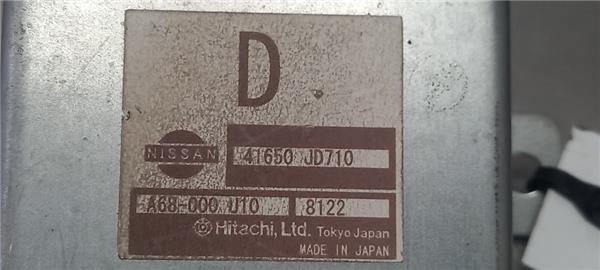 D
NISSAN 41650 JD710
A68-000 U10 8122
Hitachi, Ltd. Tokyo Japan
MADE IN JAPAN